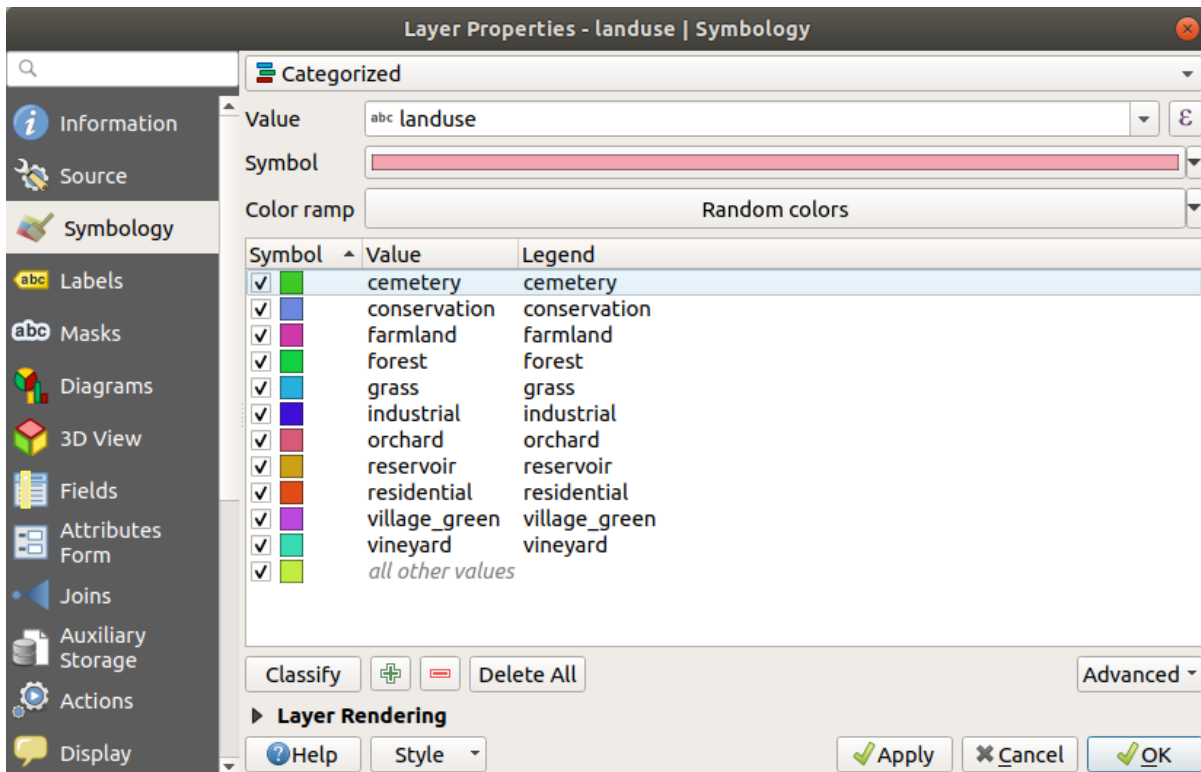 Layer Properties - landuse | Symbology
Information
Source
Symbology
abc Labels
abc Masks
Diagrams
3D View
Fields
Attributes
Form
Joins
Auxiliary
Storage
Actions
Display
Categorized
Value abc landuse ε
Symbol
Color ramp Random colors
Symbol Value Legend
cemetery cemetery
conservation conservation
farmland farmland
forest forest
grass grass
industrial industrial
orchard orchard
reservoir reservoir
residential residential
village_green village_green
vineyard vineyard
all other values
Classify Delete All Advanced
Layer Rendering
Help Style Apply Cancel OK